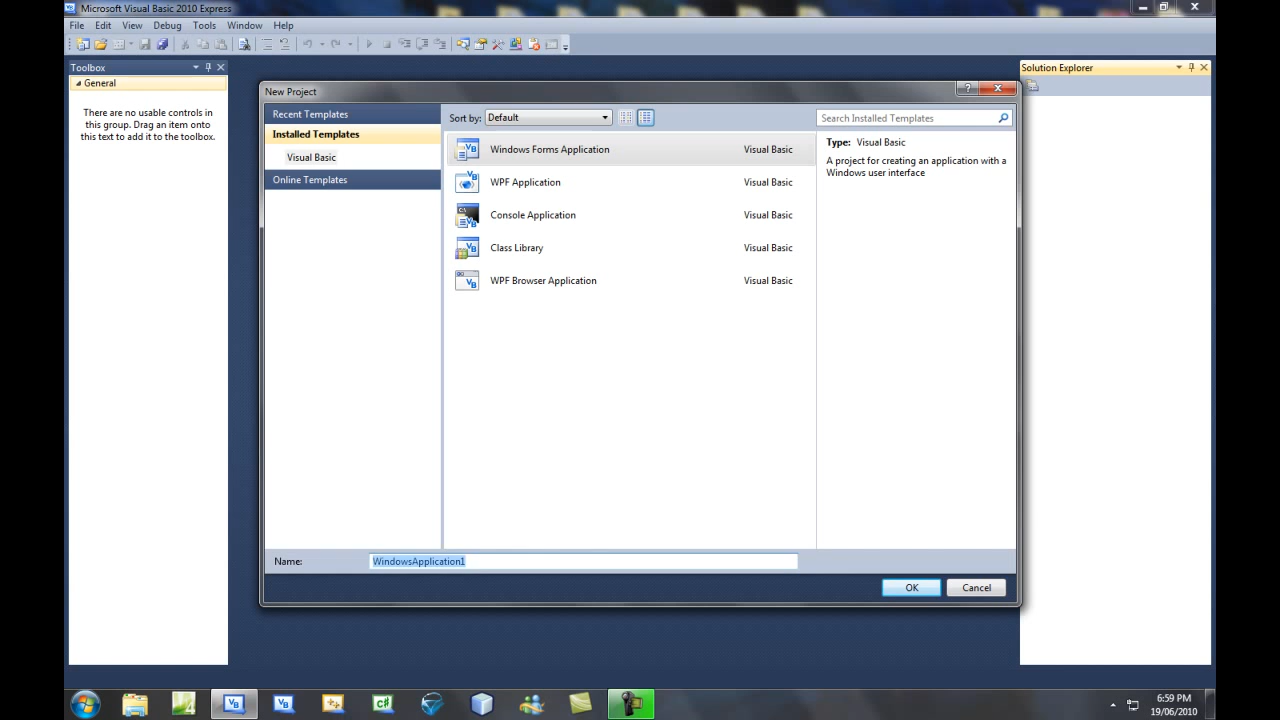 Microsoft Visual Basic 2010 Express
File Edit View Debug Tools Window Help
Toolbox
General
There are no usable controls in
this group. Drag an item onto
this text to add it to the toolbox.
New Project
Recent Templates
Installed Templates
Visual Basic
Online Templates
Sort by: Default
Windows Forms Application Visual Basic
WPF Application Visual Basic
Console Application Visual Basic
Class Library Visual Basic
WPF Browser Application Visual Basic
Search Installed Templates
Type: Visual Basic
A project for creating an application with a
Windows user interface
Name: WindowsApplication1
OK Cancel
Solution Explorer
6:59 PM
19/06/2010